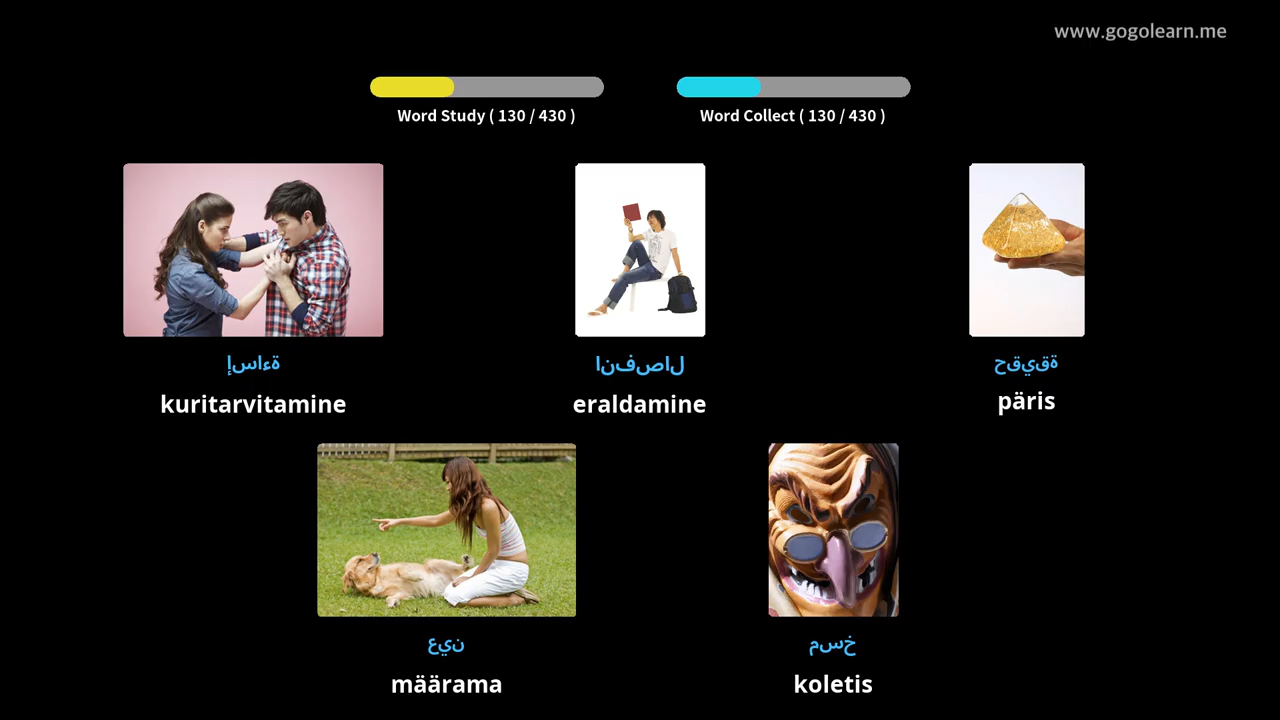 www.gogolearn.me
Word Study ( 130 / 430 )
Word Collect ( 130 / 430 )
إساءة
انفصال
حقيقة
kuritarvitamine
eraldamine
päris
عين
مسخ
määrama
koletis